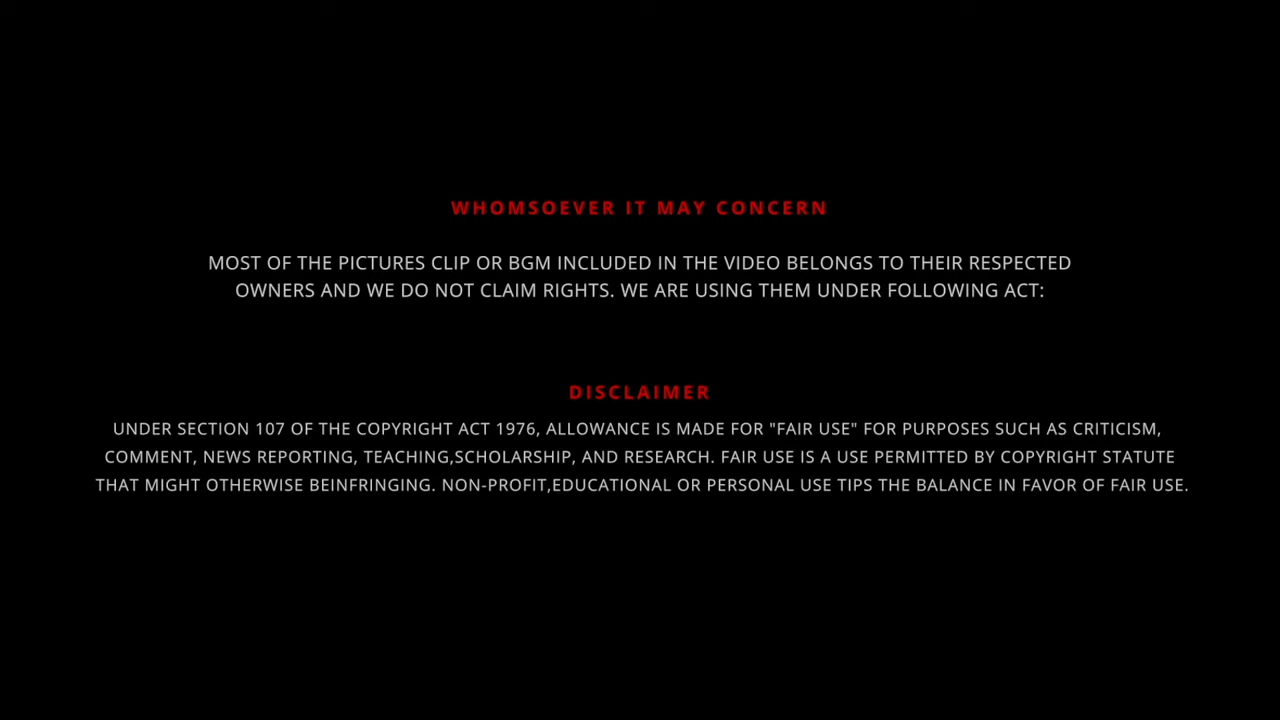 WHOMSOEVER IT MAY CONCERN
MOST OF THE PICTURES CLIP OR BGM INCLUDED IN THE VIDEO BELONGS TO THEIR RESPECTED
OWNERS AND WE DO NOT CLAIM RIGHTS. WE ARE USING THEM UNDER FOLLOWING ACT:
DISCLAIMER
UNDER SECTION 107 OF THE COPYRIGHT ACT 1976, ALLOWANCE IS MADE FOR "FAIR USE" FOR PURPOSES SUCH AS CRITICISM,
COMMENT, NEWS REPORTING, TEACHING,SCHOLARSHIP, AND RESEARCH. FAIR USE IS A USE PERMITTED BY COPYRIGHT STATUTE
THAT MIGHT OTHERWISE BEINFRINGING. NON-PROFIT,EDUCATIONAL OR PERSONAL USE TIPS THE BALANCE IN FAVOR OF FAIR USE.